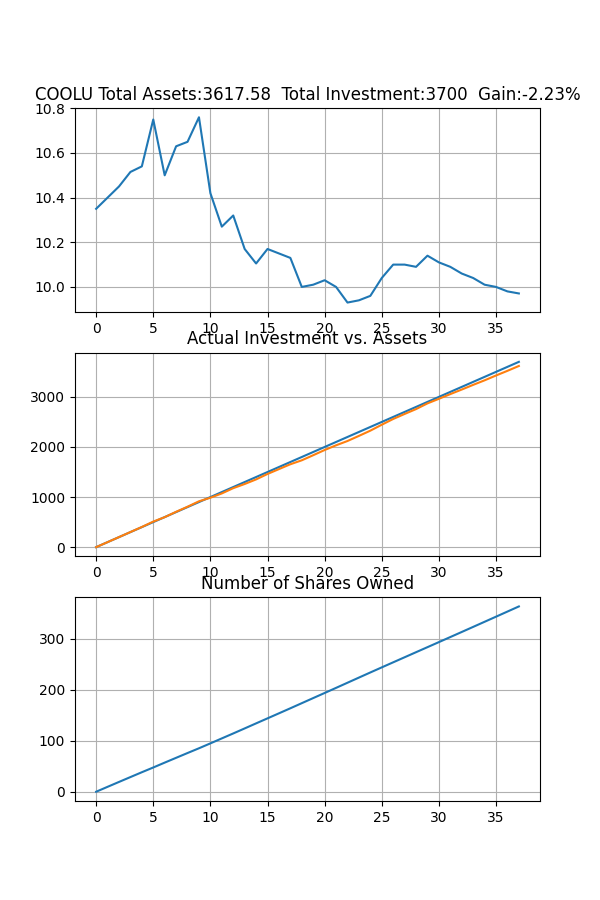 COOLU Total Assets:3617.58  Total Investment:3700  Gain:-2.23%
10.8
10.6
10.4
10.2
10.0
0 5 10 15 20 25 30 35
Actual Investment vs. Assets
3000
2000
1000
0
0 5 10 15 20 25 30 35
Number of Shares Owned
300
200
100
0
0 5 10 15 20 25 30 35